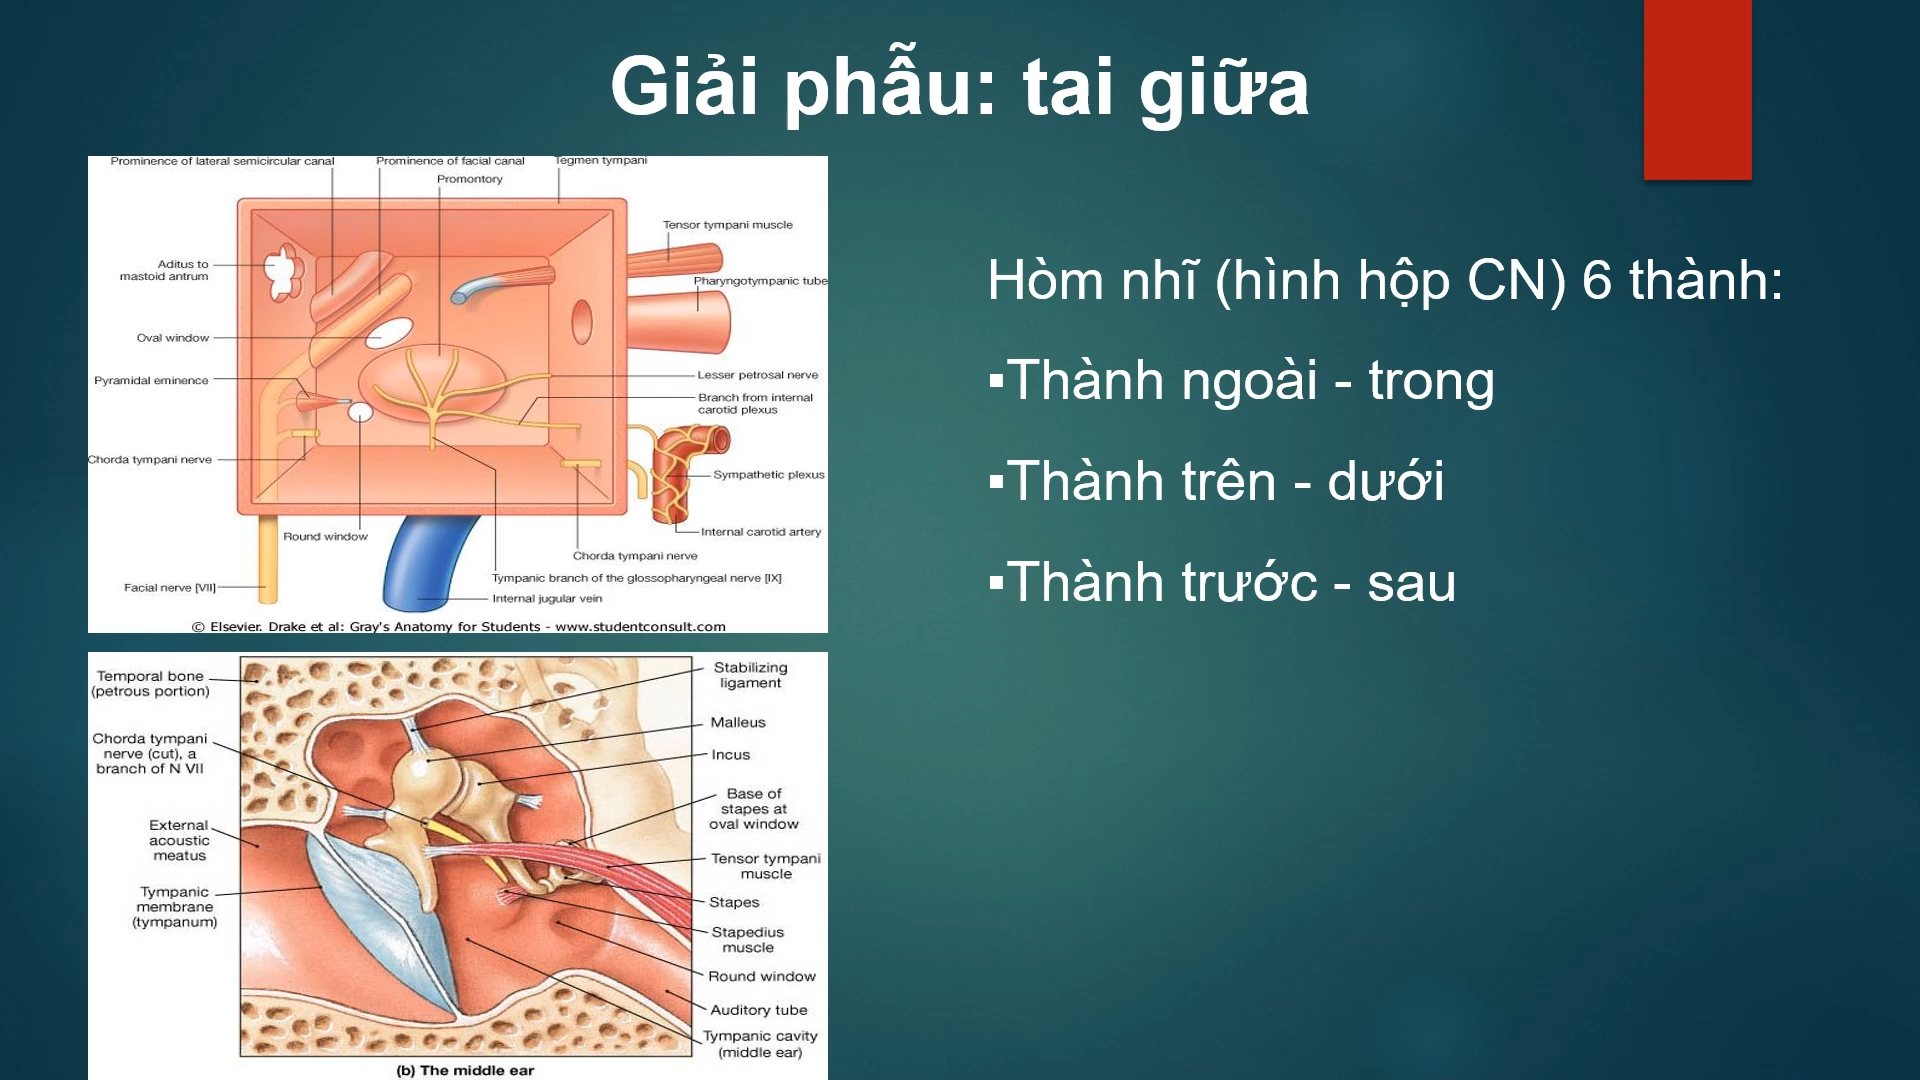 Giải phẫu: tai giữa
Prominence of lateral semicircular canal
Prominence of facial canal
Tegmen tympani
Promontory
Tensor tympani muscle
Aditus to
mastoid antrum
Pharyngotympanic tube
Oval window
Pyramidal eminence
Lesser petrosal nerve
Branch from internal
carotid plexus
Chorda tympani nerve
Sympathetic plexus
Round window
Internal carotid artery
Chorda tympani nerve
Tympanic branch of the glossopharyngeal nerve [IX]
Facial nerve [VII]
Internal jugular vein
© Elsevier. Drake et al: Gray's Anatomy for Students - www.studentconsult.com
Temporal bone
(petrous portion)
Chorda tympani
nerve (cut), a
branch of N VII
External
acoustic
meatus
Tympanic
membrane
(tympanum)
Stabilizing
ligament
Malleus
Incus
Base of
stapes at
oval window
Tensor tympani
muscle
Stapes
Stapedius
muscle
Round window
Auditory tube
Tympanic cavity
(middle ear)
(b) The middle ear
Hòm nhĩ (hình hộp CN) 6 thành:
▪Thành ngoài - trong
▪Thành trên - dưới
▪Thành trước - sau